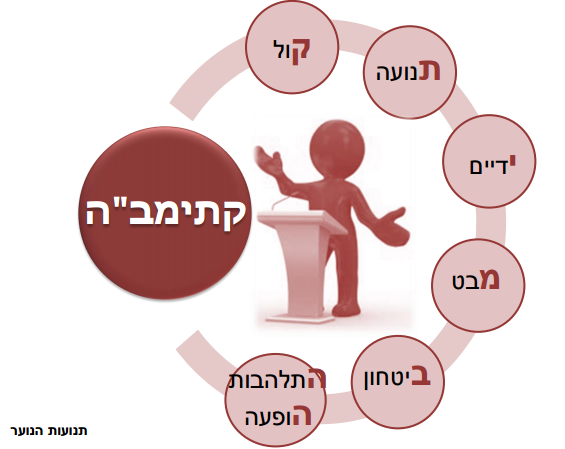 קתימב"ה
קול
תנועה
ידיים
מבט
ביטחון
התלהבות
הופעה
תנועות הנוער